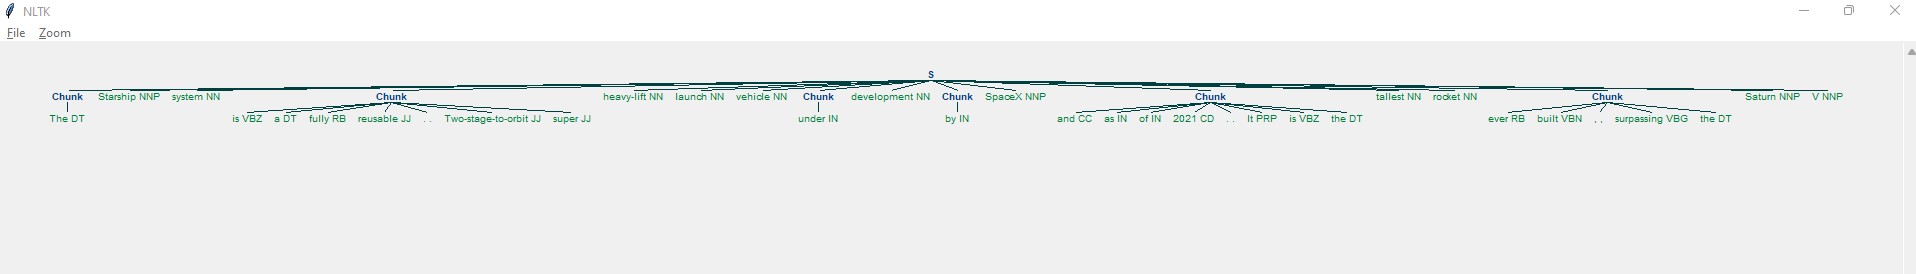 NLTK
File Zoom
S
Chunk Starship NNP system NN Chunk heavy-lift NN launch NN vehicle NN Chunk development NN Chunk SpaceX NNP Chunk tallest NN rocket NN Chunk Saturn NNP V NNP
The DT is VBZ a DT fully RB reusable JJ . . Two-stage-to-orbit JJ super JJ under IN by IN and CC as IN of IN 2021 CD . . It PRP is VBZ the DT ever RB built VBN , , surpassing VBG the DT